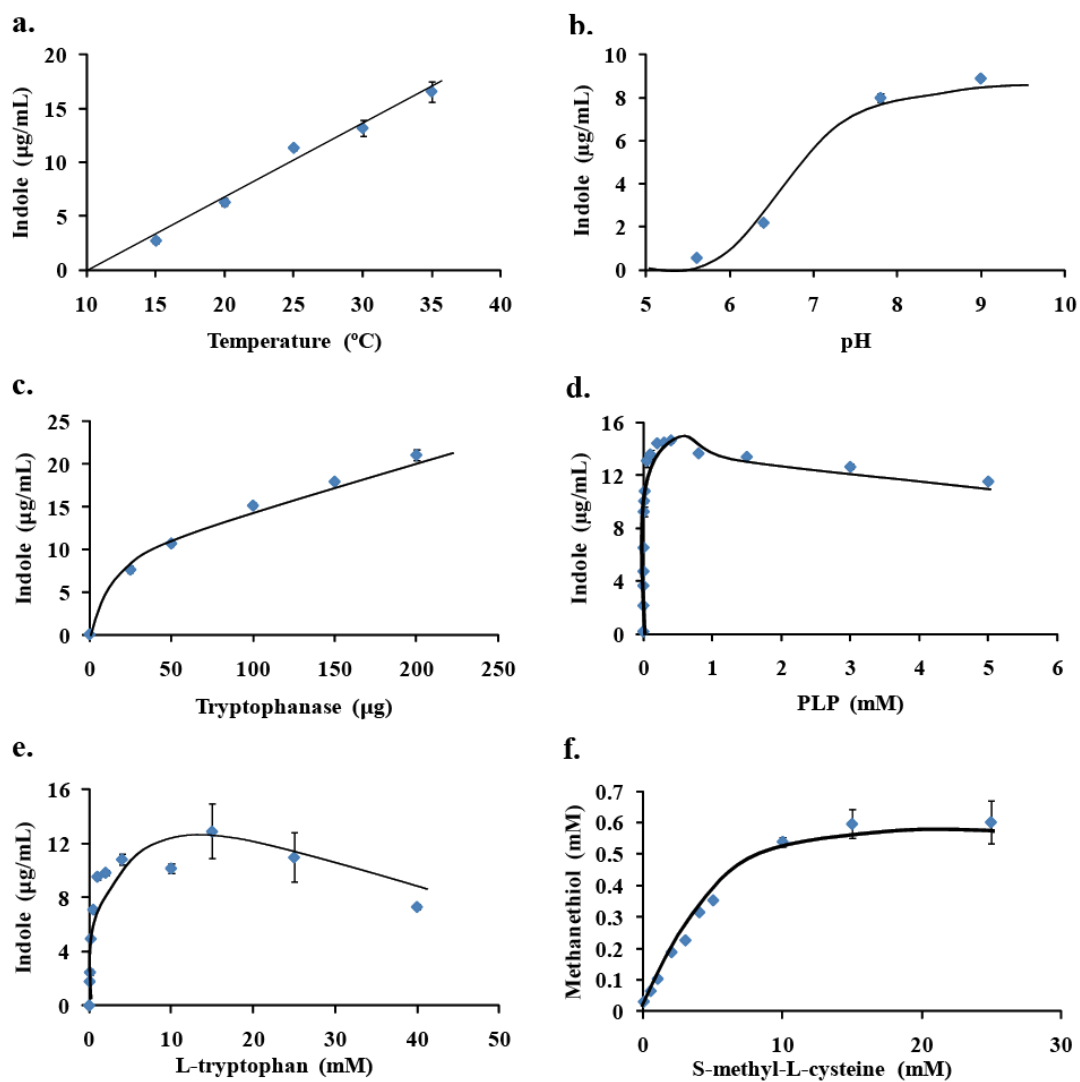 a.
20
15
10
5
0
10 15 20 25 30 35 40
Indole (µg/mL)
Temperature (ºC)
b.
10
8
6
4
2
0
5 6 7 8 9 10
Indole (µg/mL)
pH
c.
25
20
15
10
5
0
0 50 100 150 200 250
Indole (µg/mL)
Tryptophanase (µg)
d.
16
12
8
4
0
0 1 2 3 4 5 6
Indole (µg/mL)
PLP (mM)
e.
16
12
8
4
0
0 10 20 30 40 50
Indole (µg/mL)
L-tryptophan (mM)
f.
0.7
0.6
0.5
0.4
0.3
0.2
0.1
0
0 10 20 30
Methanethiol (mM)
S-methyl-L-cysteine (mM)